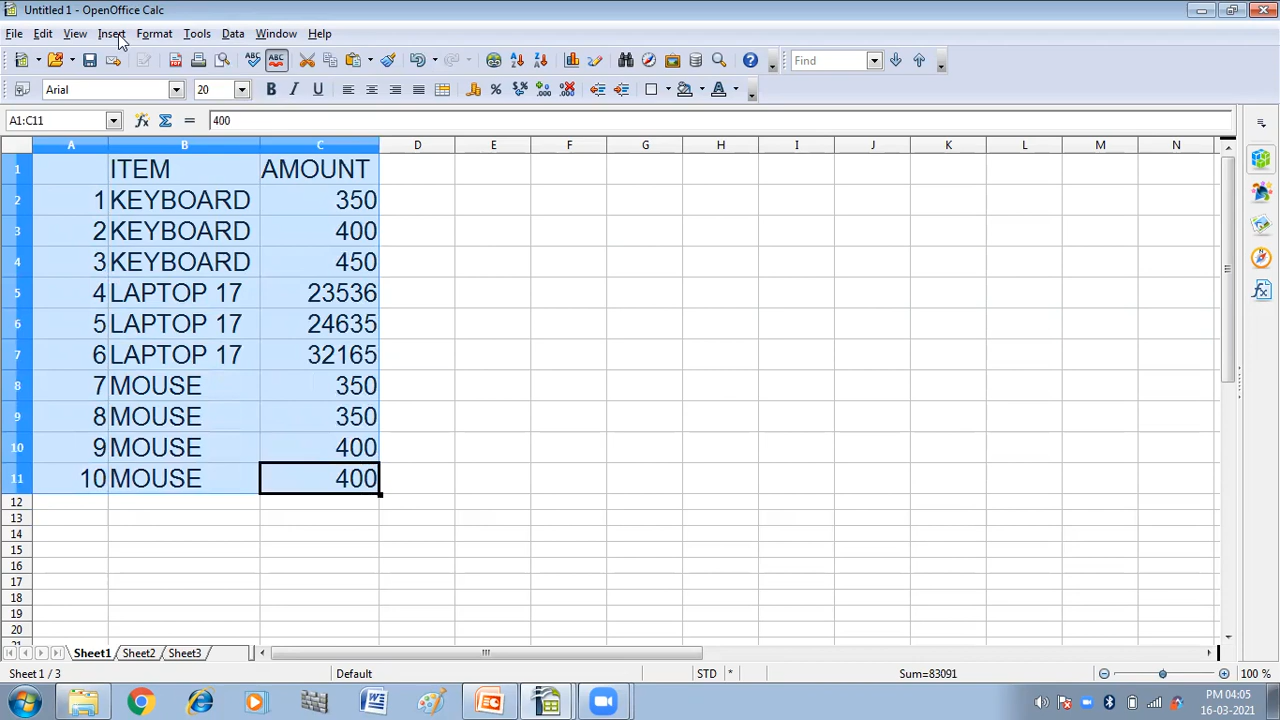 Untitled 1 - OpenOffice Calc
File Edit View Insert Format Tools Data Window Help
Find
Arial 20
A1:C11 400
A B C D E F G H I J K L M N
1 ITEM AMOUNT
2 1 KEYBOARD 350
3 2 KEYBOARD 400
4 3 KEYBOARD 450
5 4 LAPTOP 17 23536
6 5 LAPTOP 17 24635
7 6 LAPTOP 17 32165
8 7 MOUSE 350
9 8 MOUSE 350
10 9 MOUSE 400
11 10 MOUSE 400
12
13
14
15
16
17
18
19
20
Sheet1 Sheet2 Sheet3
Sheet 1 / 3 Default STD * Sum=83091 100 %
PM 04:05
16-03-2021